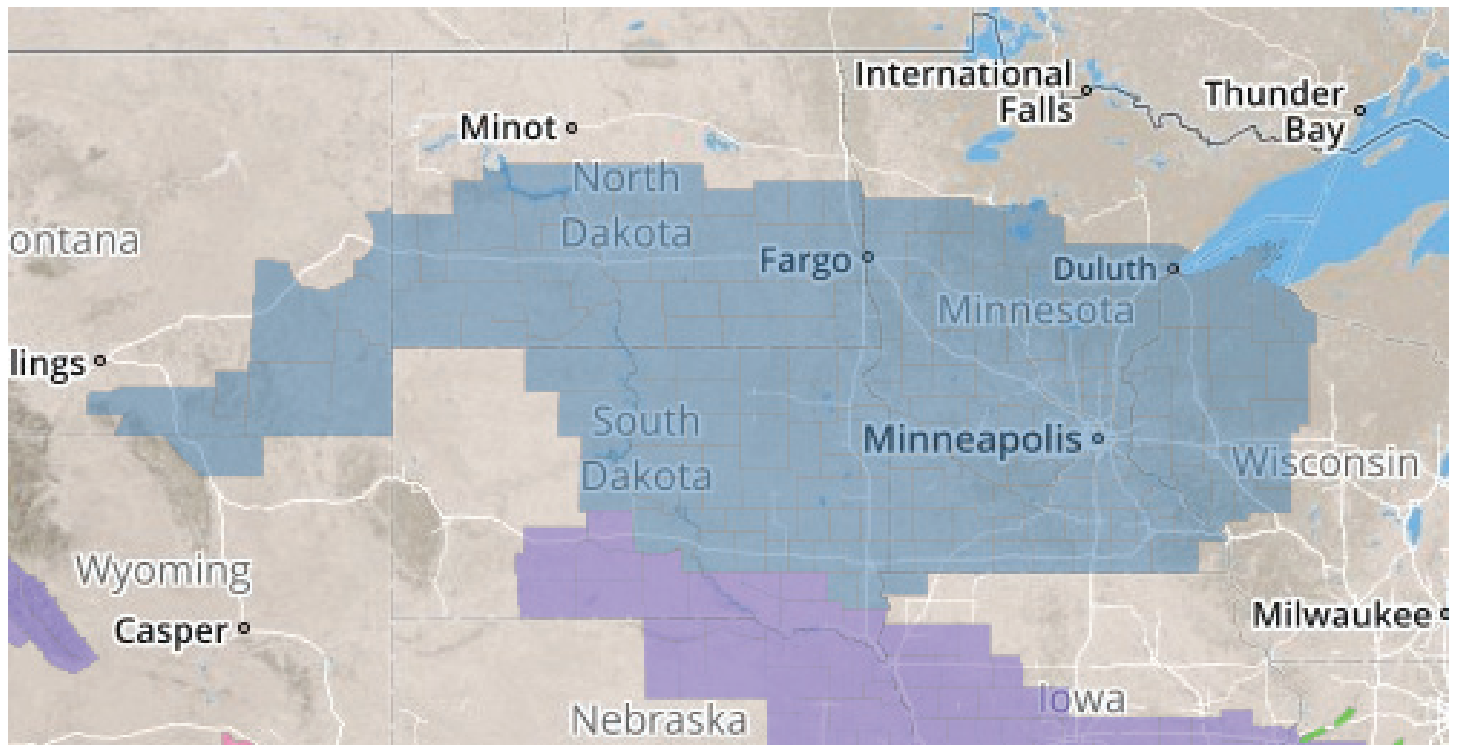 International
Falls
Thunder
Bay
Minot
North
Dakota
ontana
Fargo
Duluth
Minnesota
lings
South
Dakota
Minneapolis
Wisconsin
Wyoming
Casper
Milwaukee
Iowa
Nebraska